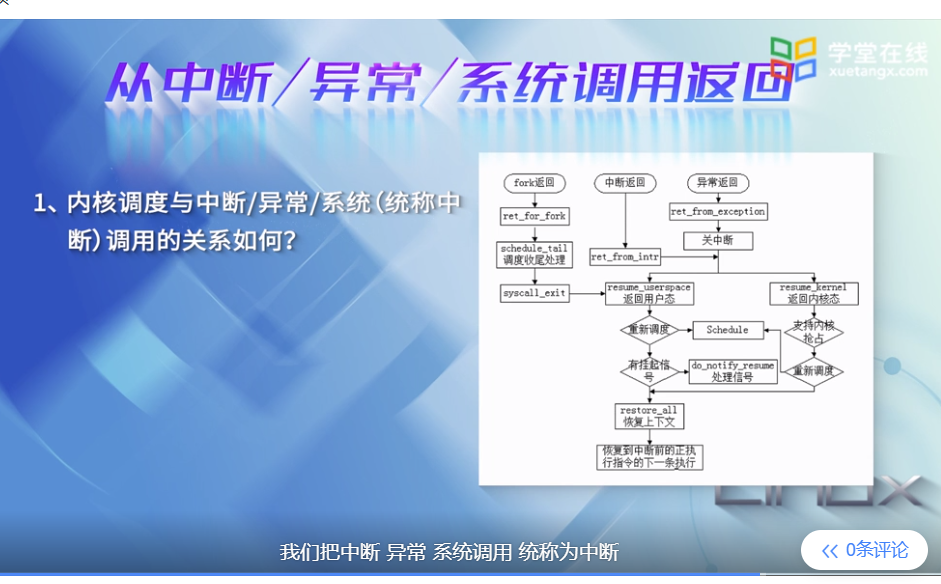 从中断/异常/系统调用返回
学堂在线
xuetangx.com
1、内核调度与中断/异常/系统(统称中
断)调用的关系如何?
fork返回
中断返回
异常返回
ret_for_fork
ret_from_exception
关中断
schedule_tail
调度收尾处理
ret_from_intr
syscall_exit
resume_userspace
返回用户态
resume_kernel
返回内核态
重新调度
Schedule
支持内核
抢占
有挂起信
号
do_notify_resume
处理信号
重新调度
restore_all
恢复上下文
恢复到中断前的正执
行指令的下一条执行
Linux
我们把中断 异常 系统调用 统称为中断
0条评论